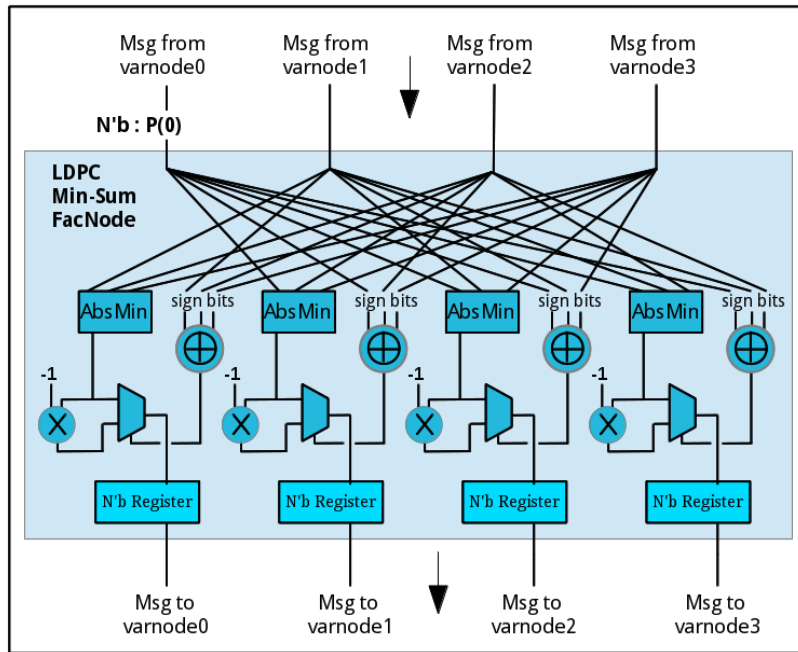 Msg from
varnode0
Msg from
varnode1
Msg from
varnode2
Msg from
varnode3
N'b : P(0)
LDPC
Min-Sum
FacNode
AbsMin
sign bits
AbsMin
sign bits
AbsMin
sign bits
AbsMin
sign bits
-1
-1
-1
-1
N'b Register
N'b Register
N'b Register
N'b Register
Msg to
varnode0
Msg to
varnode1
Msg to
varnode2
Msg to
varnode3